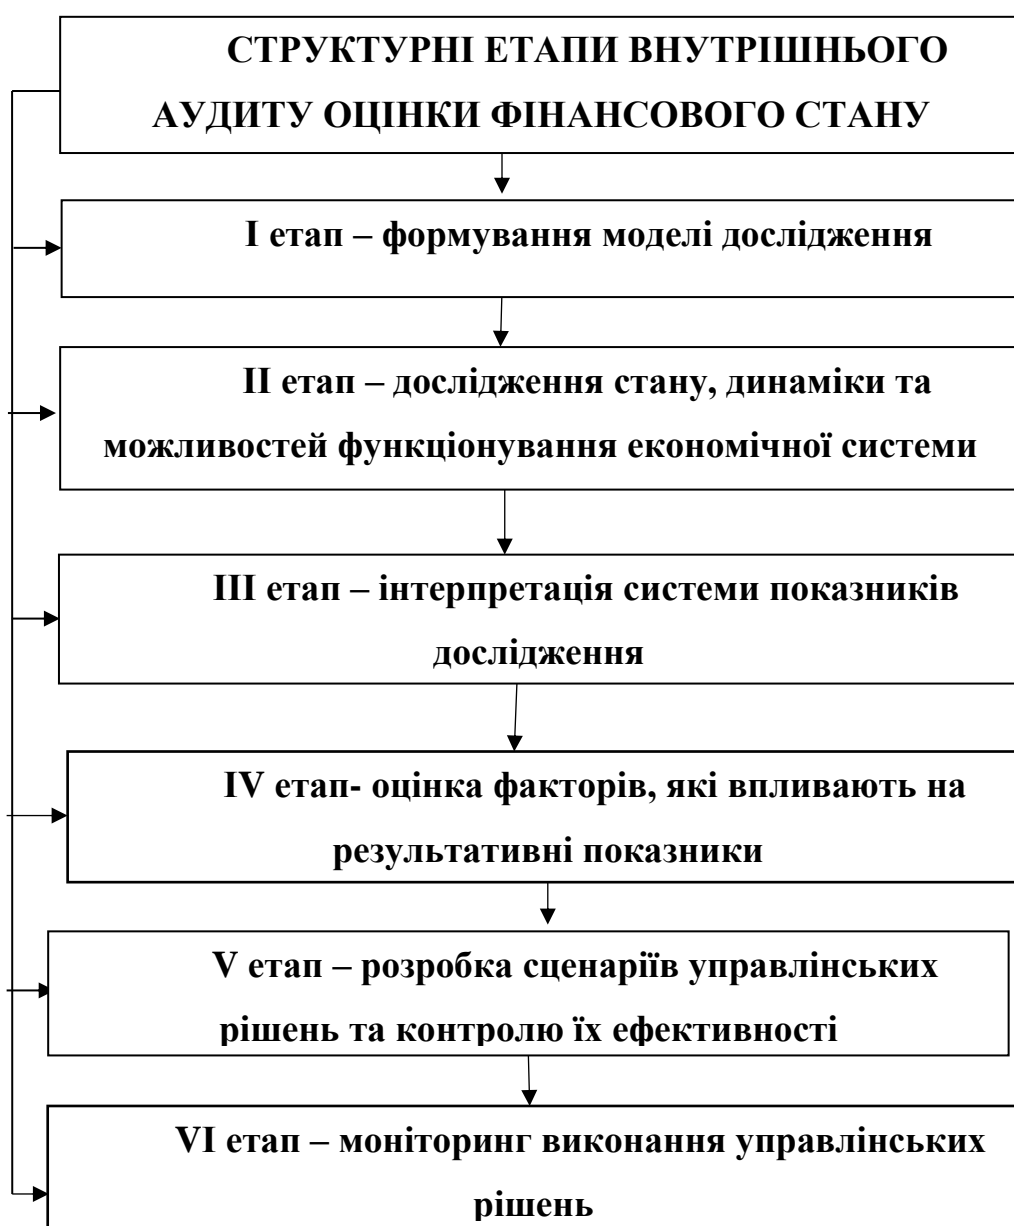 СТРУКТУРНІ ЕТАПИ ВНУТРІШНЬОГО
АУДИТУ ОЦІНКИ ФІНАНСОВОГО СТАНУ
I етап – формування моделі дослідження
II етап – дослідження стану, динаміки та
можливостей функціонування економічної системи
III етап – інтерпретація системи показників
дослідження
IV етап- оцінка факторів, які впливають на
результативні показники
V етап – розробка сценаріїв управлінських
рішень та контролю їх ефективності
VI етап – моніторинг виконання управлінських
рішень